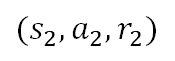 (s₂, a₂, r₂)